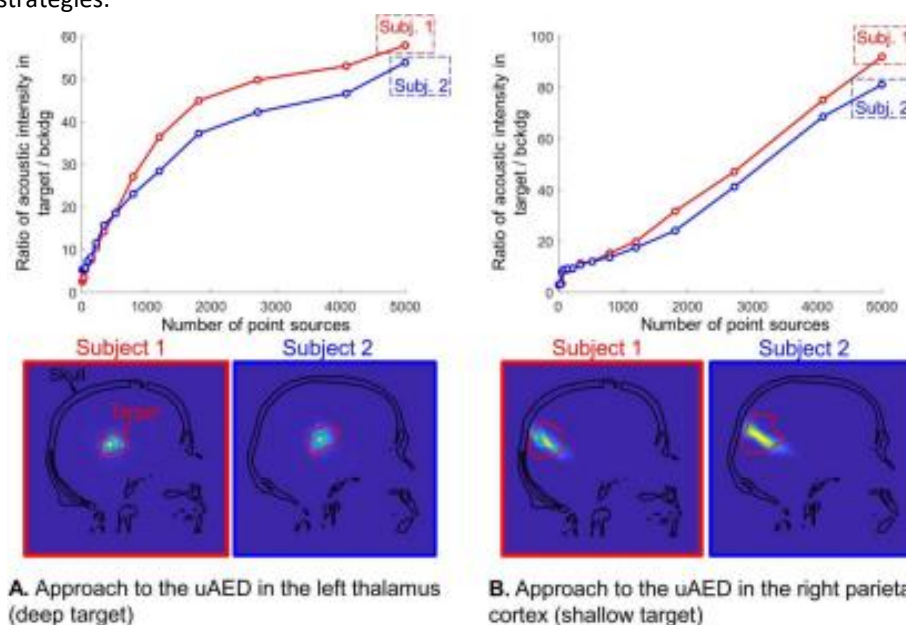 strategies.
60
50
40
30
20
10
0
Ratio of acoustic intensity in
target / bckdg
Subj. 1
Subj. 2
0 1000 2000 3000 4000 5000
Number of point sources
100
80
60
40
20
0
Ratio of acoustic intensity in
target / bckdg
Subj. 1
Subj. 2
0 1000 2000 3000 4000 5000
Number of point sources
Subject 1 Subject 2
Skull
Target
Subject 1 Subject 2
A. Approach to the uAED in the left thalamus
(deep target)
B. Approach to the uAED in the right parieta
cortex (shallow target)